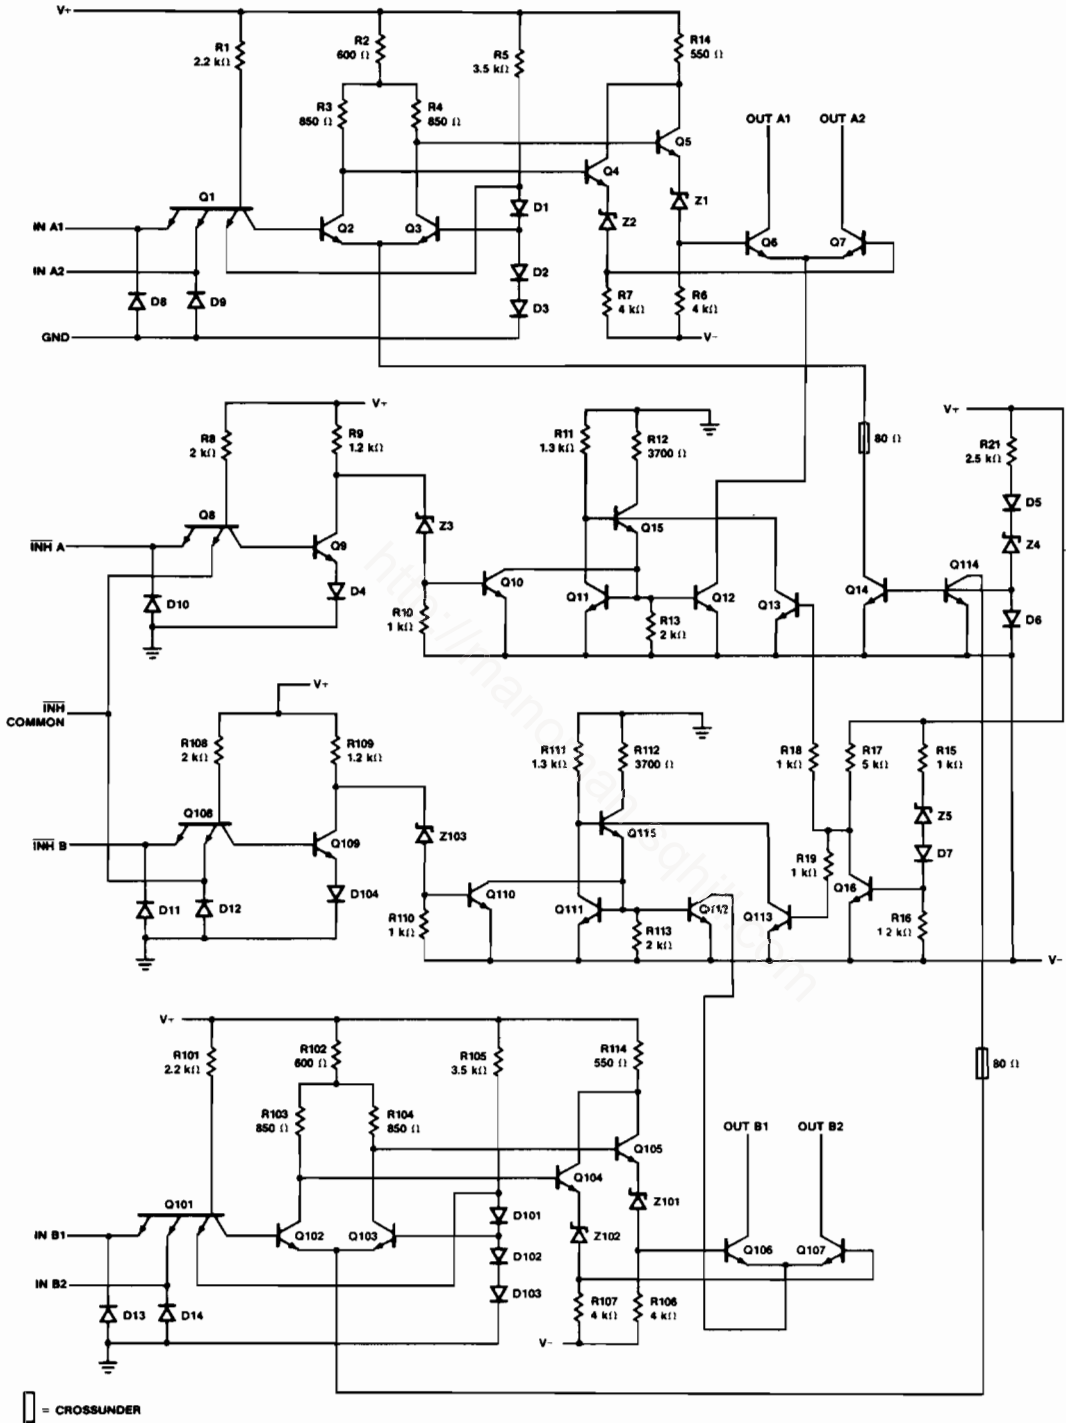 V+
R1
2.2 kΩ
R2
600 Ω
R5
3.5 kΩ
R14
550 Ω
R3
850 Ω
R4
850 Ω
OUT A1
OUT A2
Q5
Q4
Q1
Z1
D1
IN A1
Q2
Q3
Z2
Q6
Q7
IN A2
D2
D8
D9
D3
R7
4 kΩ
R6
4 kΩ
GND
V-
V+
V+
R8
2 kΩ
R9
1.2 kΩ
R11
1.3 kΩ
R12
3700 Ω
80 Ω
R21
2.5 kΩ
D5
Q8
Z3
Q15
Z4
INH A
Q9
Q114
D4
Q10
Q11
Q12
Q13
Q14
D10
R10
1 kΩ
R13
2 kΩ
D6
http://manoman.sqhill.com
V+
INH
COMMON
R108
2 kΩ
R109
1.2 kΩ
R111
1.3 kΩ
R112
3700 Ω
R18
1 kΩ
R17
5 kΩ
R15
1 kΩ
Q108
Z103
Q115
Z5
INH B
Q109
R19
1 kΩ
D7
Q16
D104
Q110
D11
D12
R110
1 kΩ
Q111
Q112
Q113
R113
2 kΩ
R16
1.2 kΩ
V-
V+
R101
2.2 kΩ
R102
600 Ω
R105
3.5 kΩ
R114
550 Ω
80 Ω
R103
850 Ω
R104
850 Ω
OUT B1
OUT B2
Q105
Q104
Q101
Z101
D101
IN B1
Q102
Q103
Z102
Q106
Q107
D102
IN B2
D103
D13
D14
R107
4 kΩ
R106
4 kΩ
V-
= CROSSUNDER